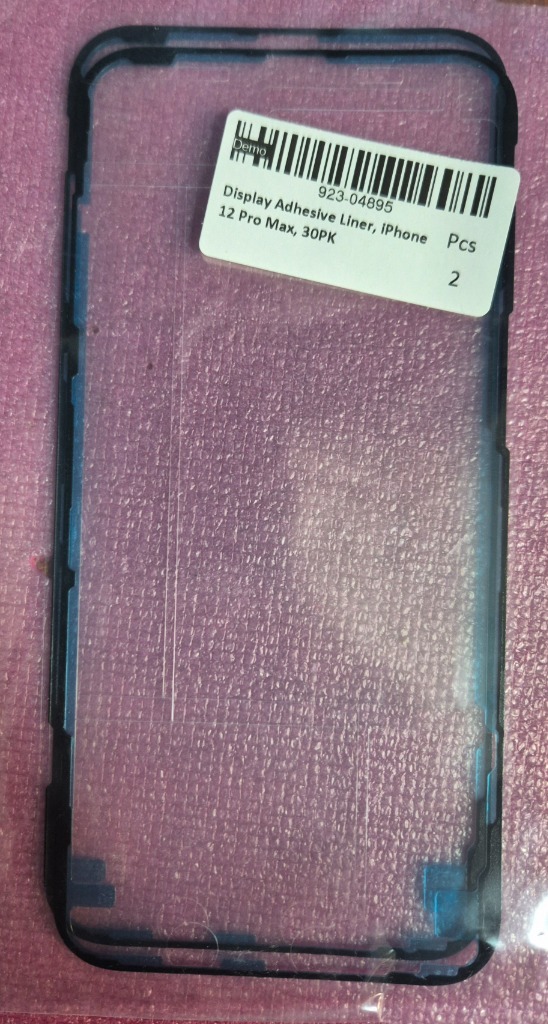 Demo
923-04895
Display Adhesive Liner, iPhone
12 Pro Max, 30PK
Pcs
2